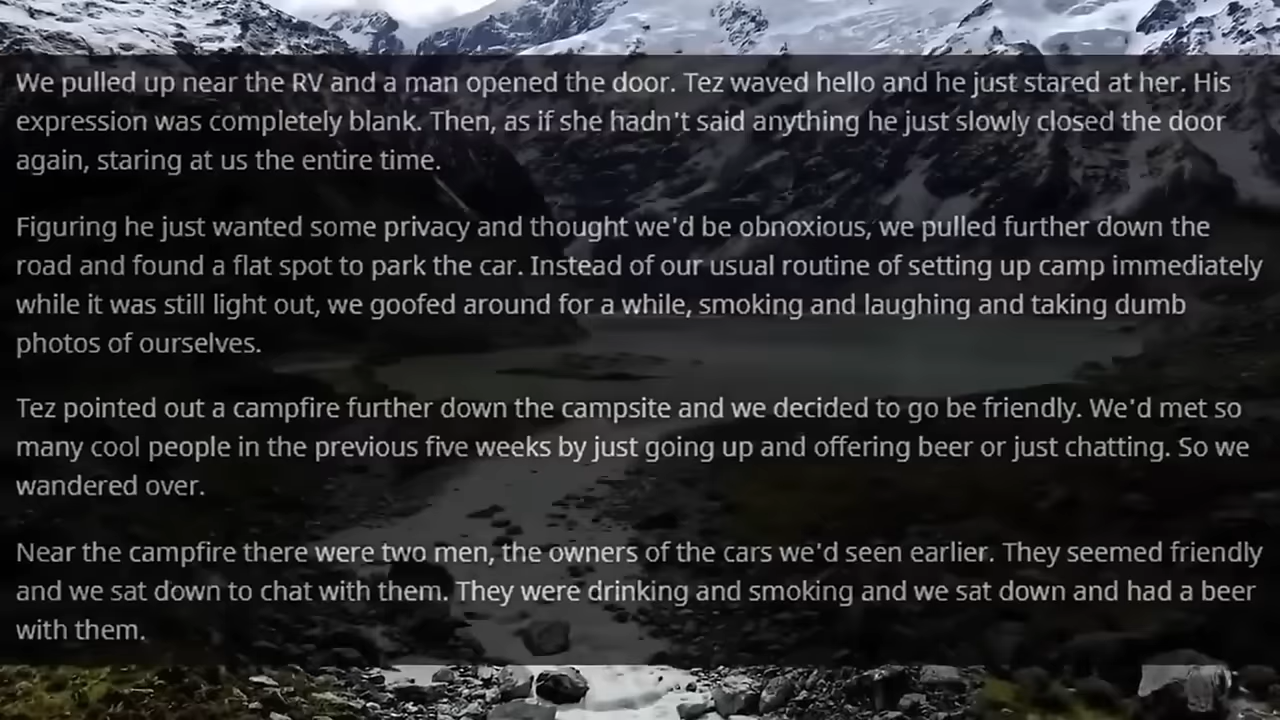 We pulled up near the RV and a man opened the door. Tez waved hello and he just stared at her. His
expression was completely blank. Then, as if she hadn't said anything he just slowly closed the door
again, staring at us the entire time.
Figuring he just wanted some privacy and thought we'd be obnoxious, we pulled further down the
road and found a flat spot to park the car. Instead of our usual routine of setting up camp immediately
while it was still light out, we goofed around for a while, smoking and laughing and taking dumb
photos of ourselves.
Tez pointed out a campfire further down the campsite and we decided to go be friendly. We'd met so
many cool people in the previous five weeks by just going up and offering beer or just chatting. So we
wandered over.
Near the campfire there were two men, the owners of the cars we'd seen earlier. They seemed friendly
and we sat down to chat with them. They were drinking and smoking and we sat down and had a beer
with them.